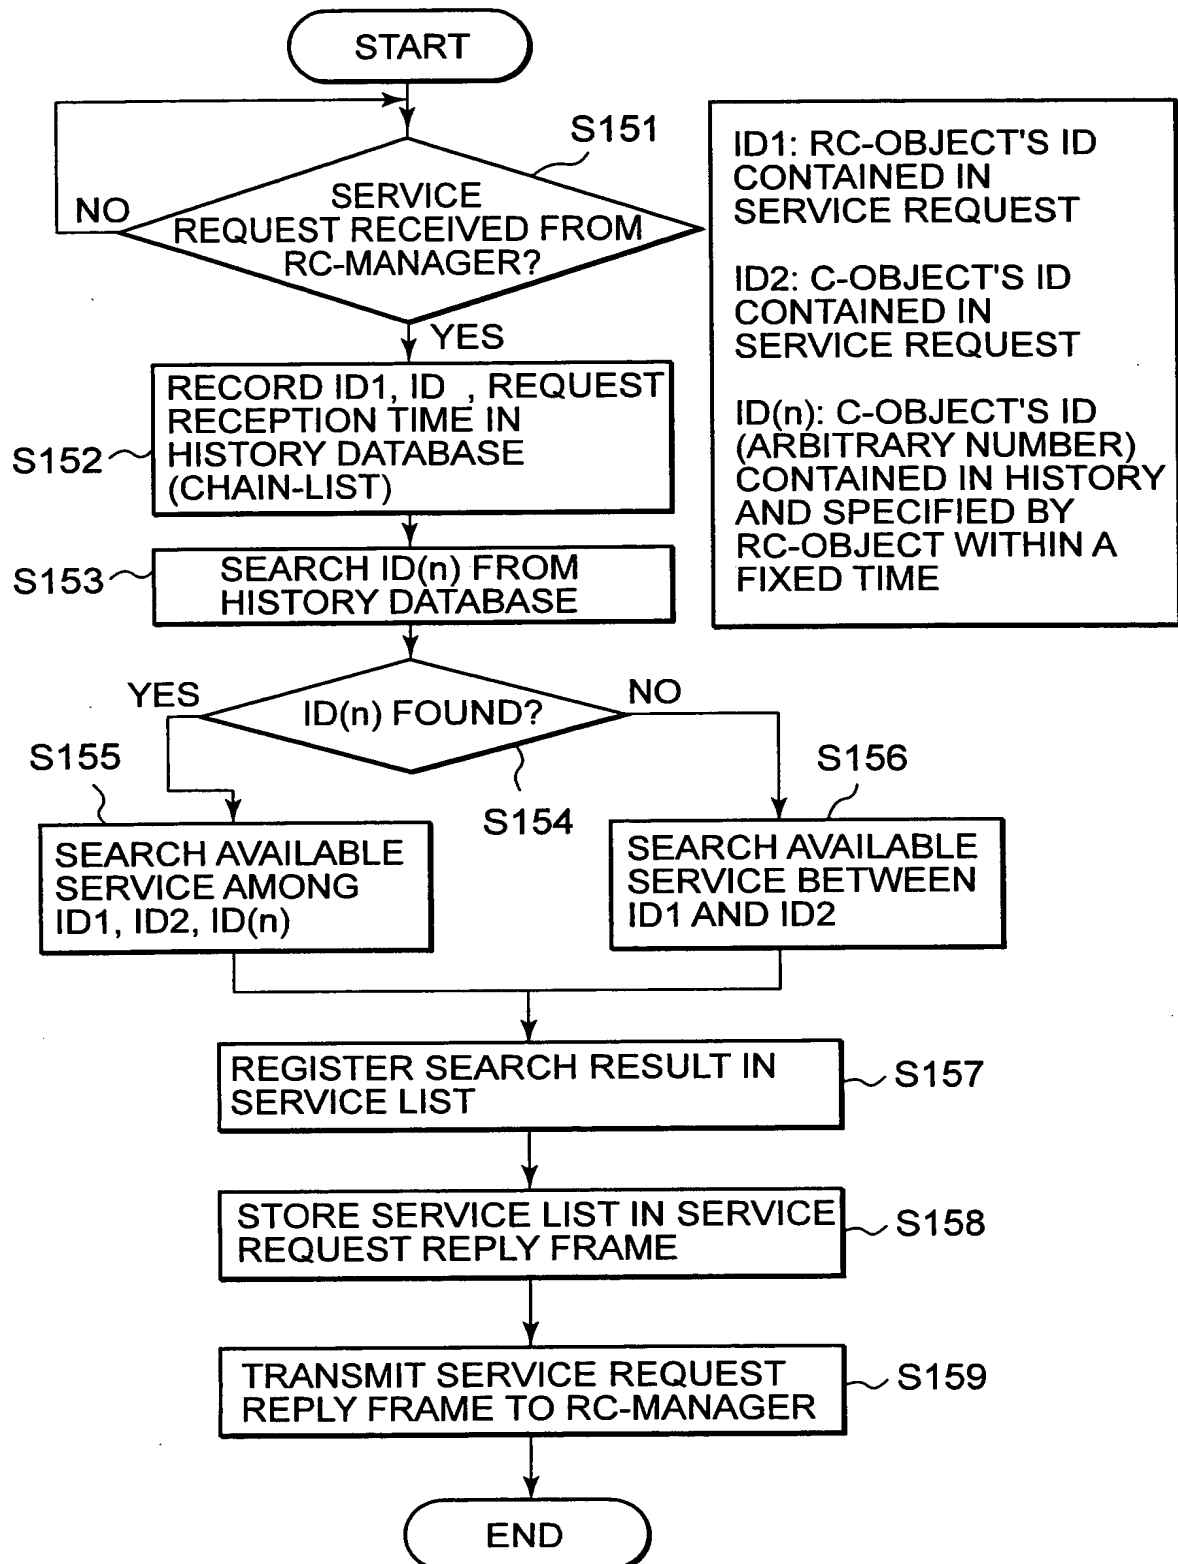 START
S151
SERVICE
REQUEST RECEIVED FROM
RC-MANAGER?
NO
YES
ID1: RC-OBJECT'S ID
CONTAINED IN
SERVICE REQUEST
ID2: C-OBJECT'S ID
CONTAINED IN
SERVICE REQUEST
ID(n): C-OBJECT'S ID
(ARBITRARY NUMBER)
CONTAINED IN HISTORY
AND SPECIFIED BY
RC-OBJECT WITHIN A
FIXED TIME
S152
RECORD ID1, ID , REQUEST
RECEPTION TIME IN
HISTORY DATABASE
(CHAIN-LIST)
S153
SEARCH ID(n) FROM
HISTORY DATABASE
YES
ID(n) FOUND?
NO
S154
S155
SEARCH AVAILABLE
SERVICE AMONG
ID1, ID2, ID(n)
S156
SEARCH AVAILABLE
SERVICE BETWEEN
ID1 AND ID2
REGISTER SEARCH RESULT IN
SERVICE LIST
S157
STORE SERVICE LIST IN SERVICE
REQUEST REPLY FRAME
S158
TRANSMIT SERVICE REQUEST
REPLY FRAME TO RC-MANAGER
S159
END